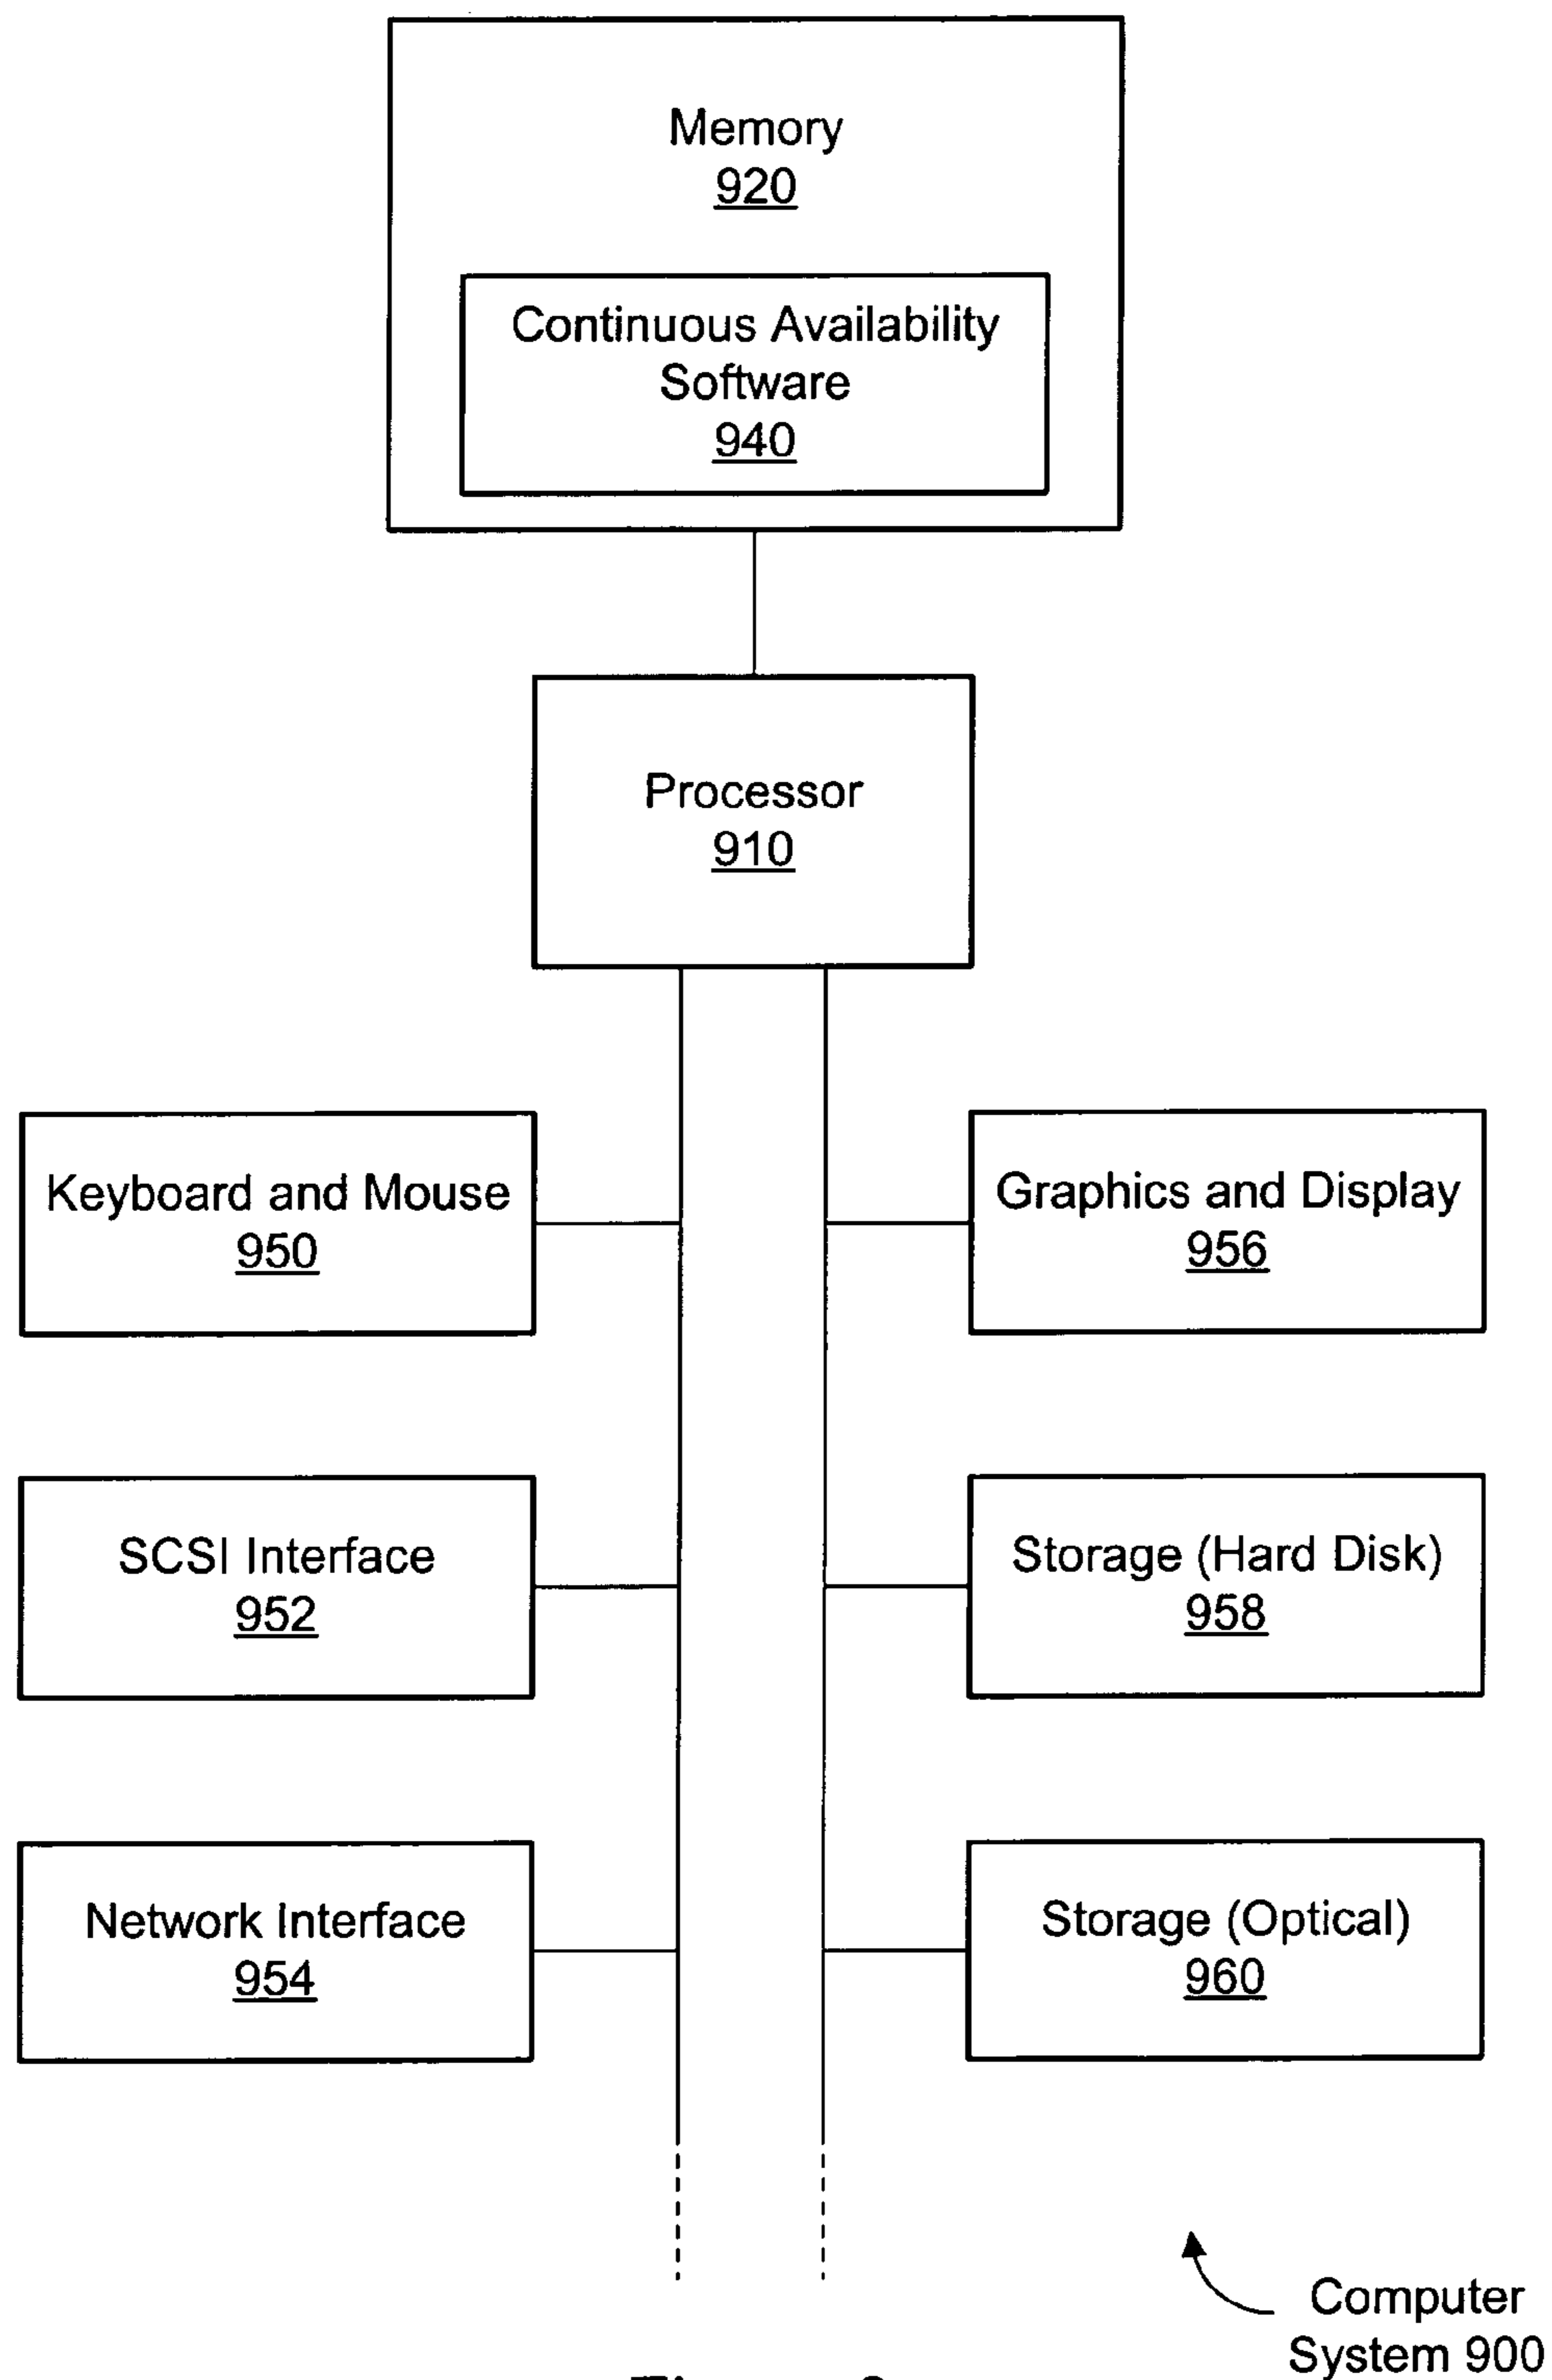 Memory
920
Continuous Availability
Software
940
Processor
910
Keyboard and Mouse
950
Graphics and Display
956
SCSI Interface
952
Storage (Hard Disk)
958
Network Interface
954
Storage (Optical)
960
Computer
System 900